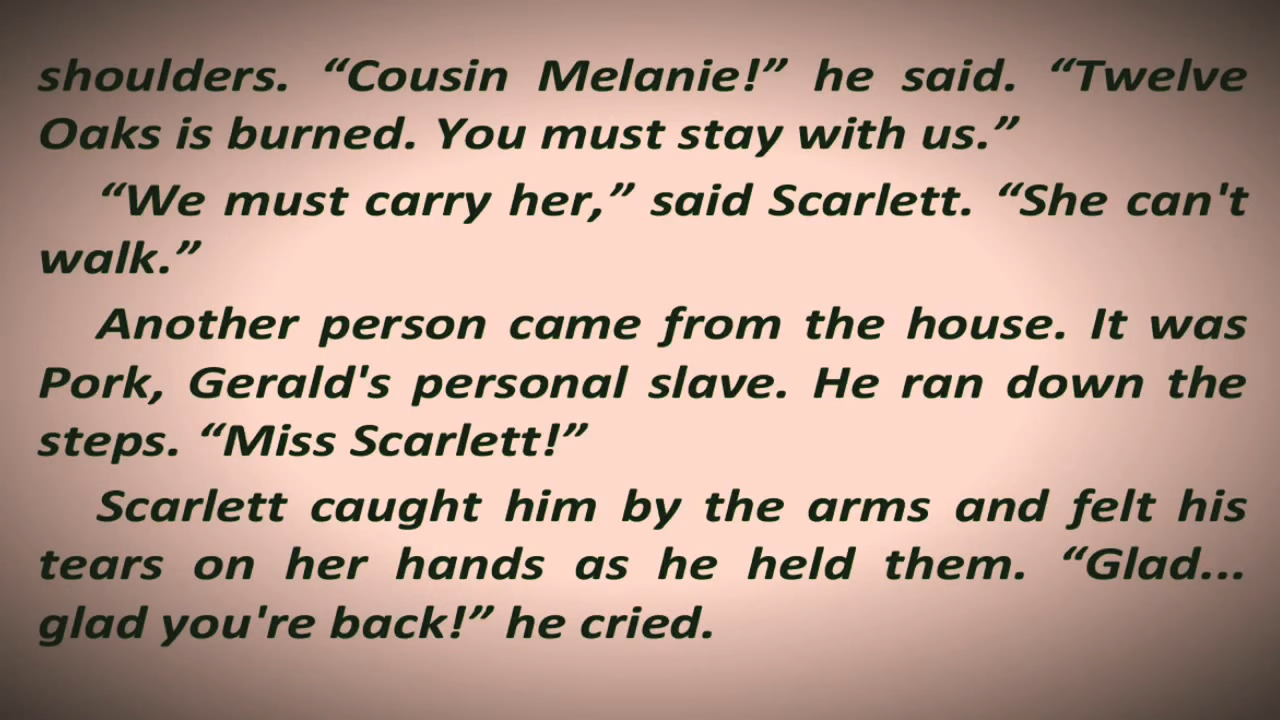 shoulders. “Cousin Melanie!” he said. “Twelve
Oaks is burned. You must stay with us.”
“We must carry her,” said Scarlett. “She can't
walk.”
Another person came from the house. It was
Pork, Gerald's personal slave. He ran down the
steps. “Miss Scarlett!”
Scarlett caught him by the arms and felt his
tears on her hands as he held them. “Glad...
glad you're back!” he cried.